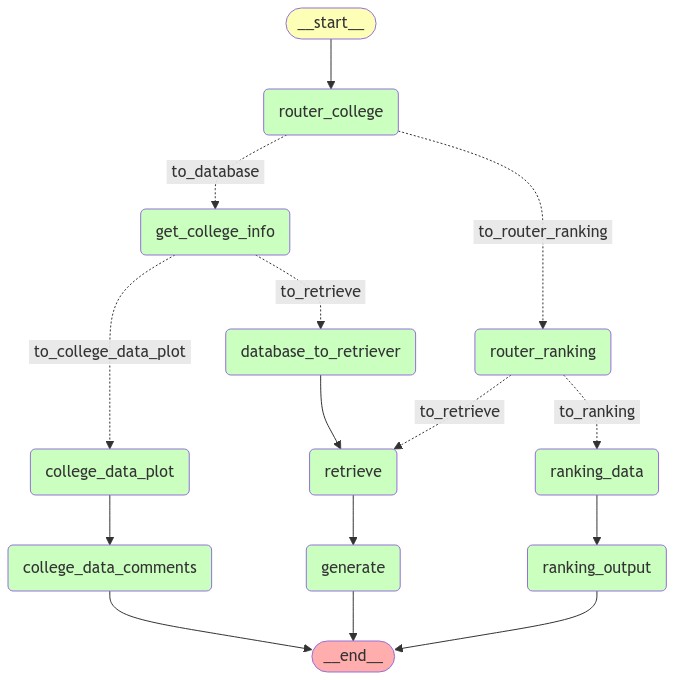 __start__
router_college
to_database
get_college_info
to_router_ranking
to_retrieve
to_college_data_plot
database_to_retriever
router_ranking
to_retrieve
to_ranking
college_data_plot
retrieve
ranking_data
college_data_comments
generate
ranking_output
__end__